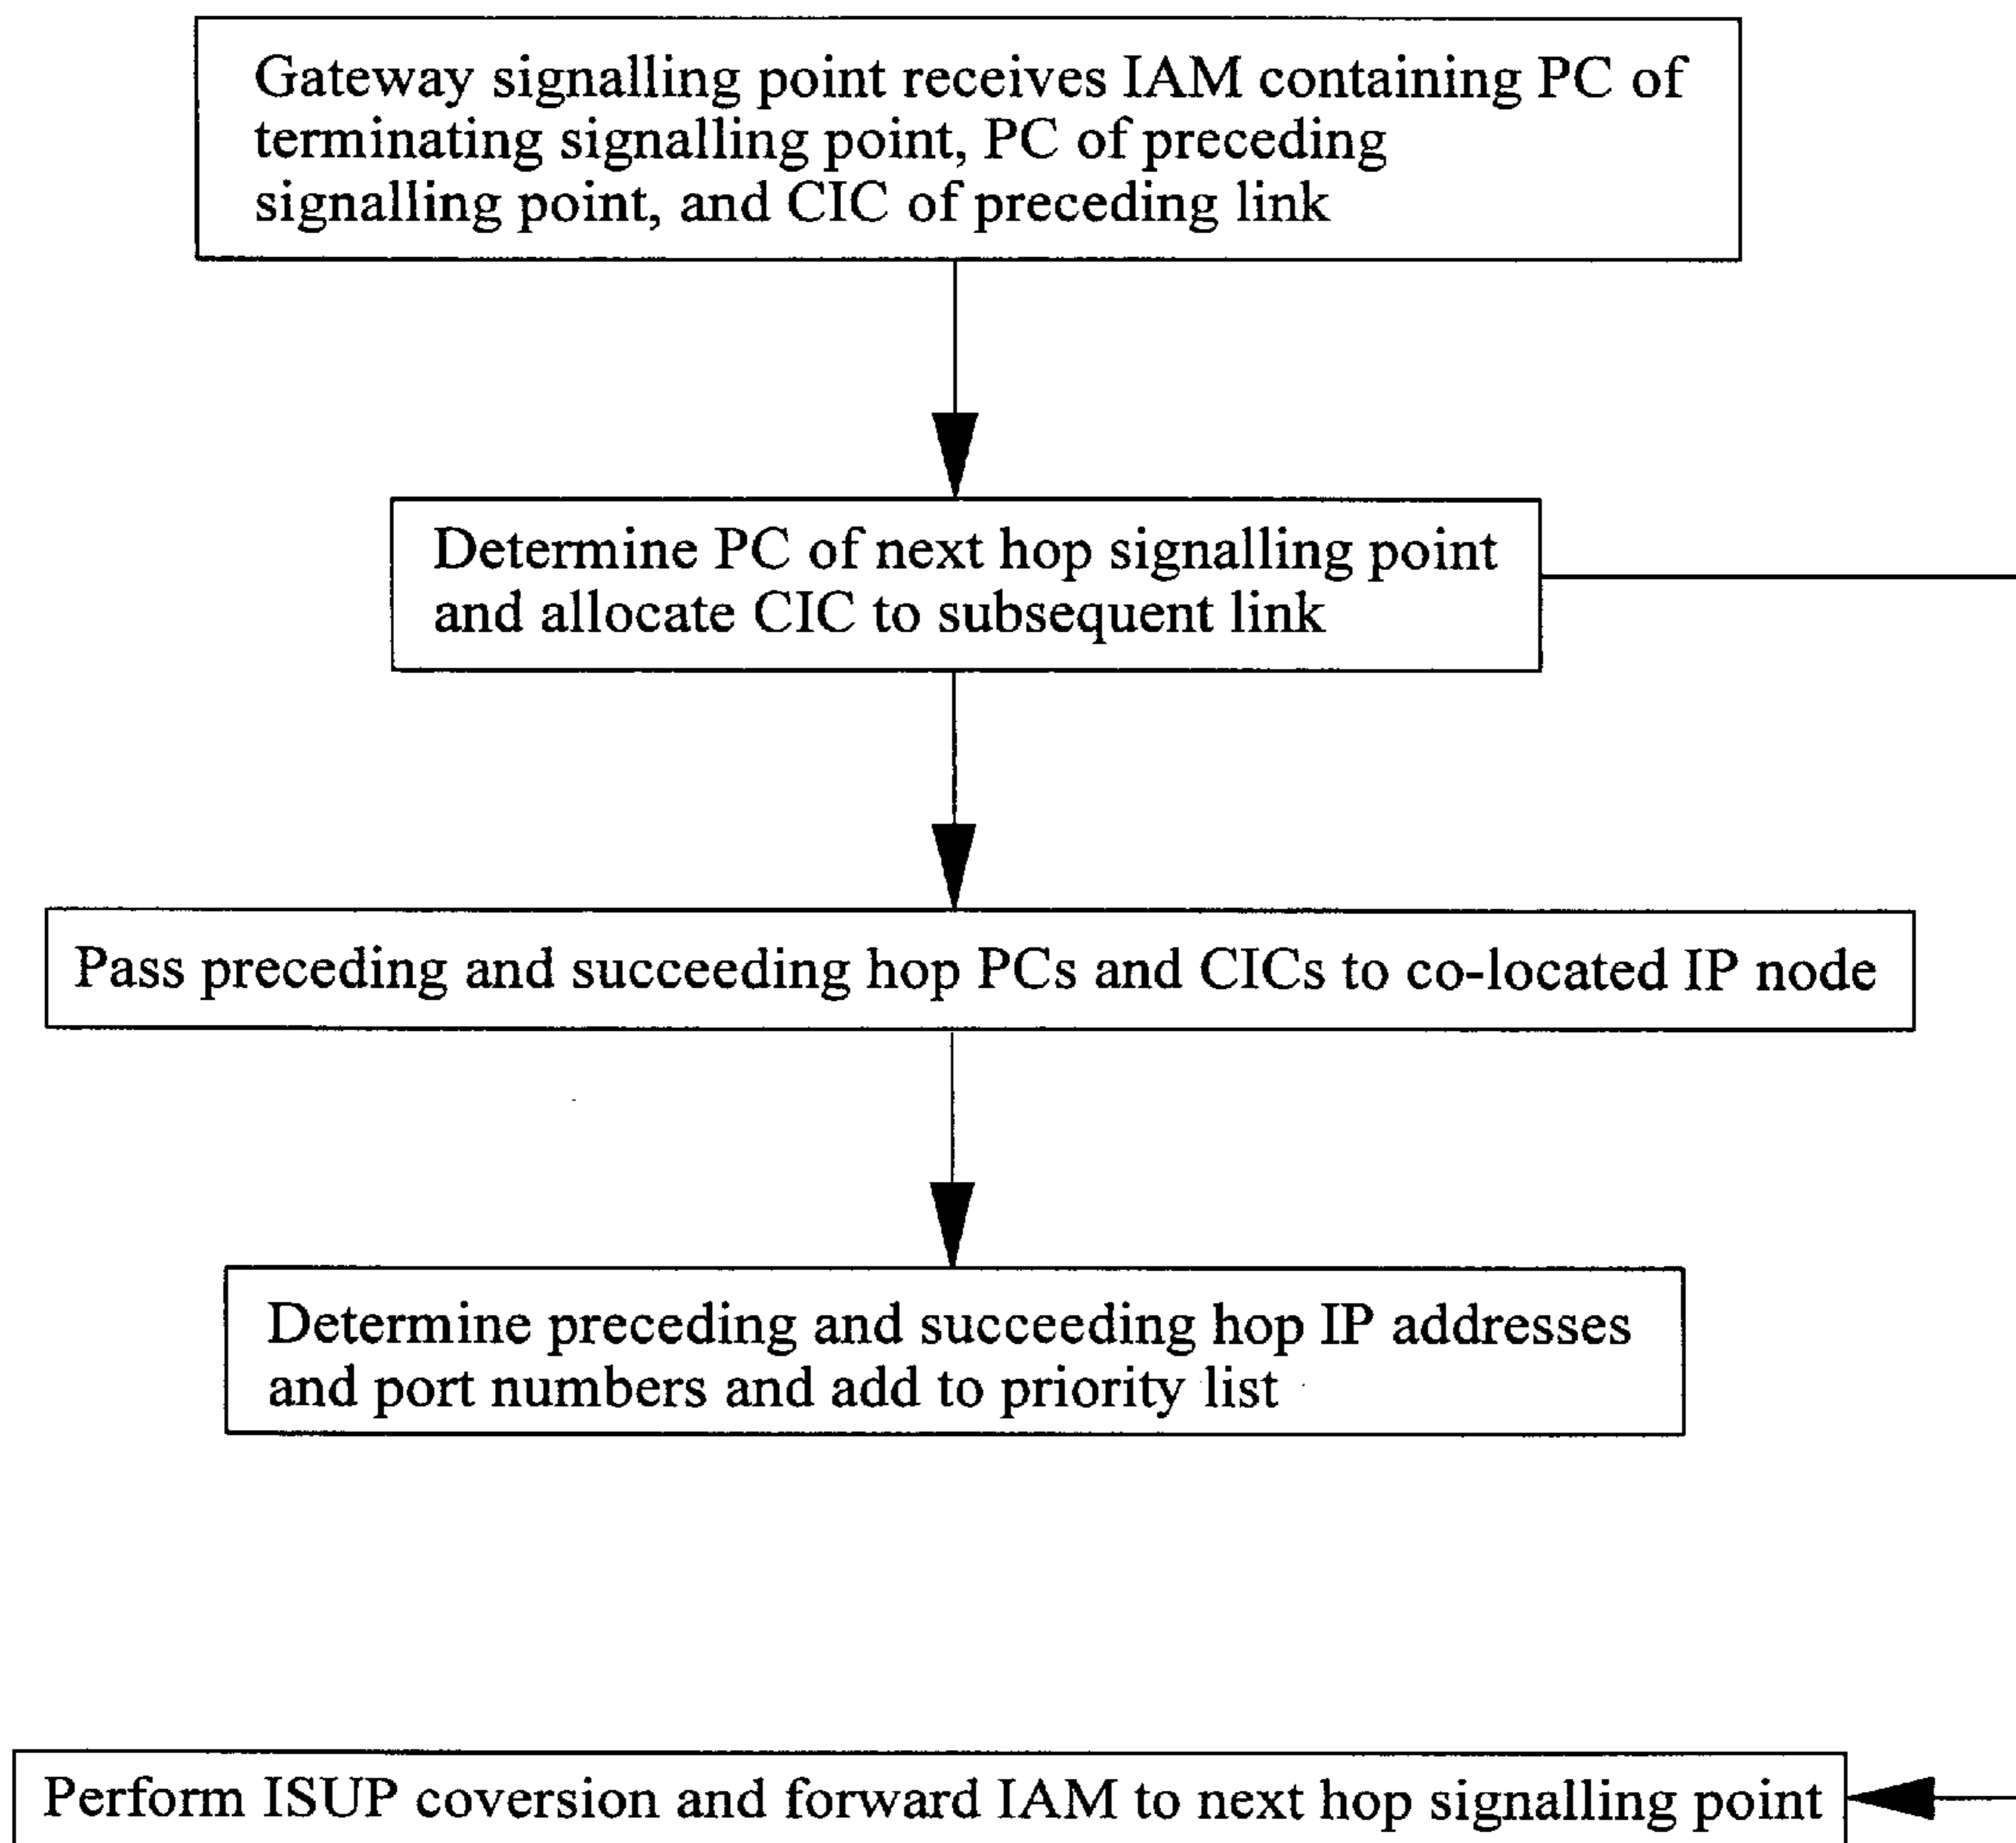 Gateway signalling point receives IAM containing PC of
terminating signalling point, PC of preceding
signalling point, and CIC of preceding link
Determine PC of next hop signalling point
and allocate CIC to subsequent link
Pass preceding and succeeding hop PCs and CICs to co-located IP node
Determine preceding and succeeding hop IP addresses
and port numbers and add to priority list
Perform ISUP coversion and forward IAM to next hop signalling point